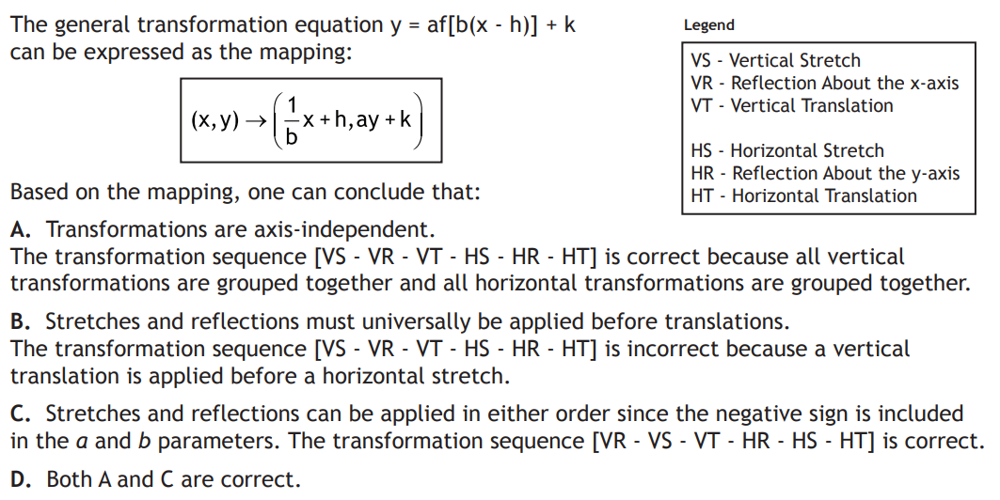 The general transformation equation y = af[b(x - h)] + k
can be expressed as the mapping:
(x, y) → (1/b x + h, ay + k)
Legend
VS - Vertical Stretch
VR - Reflection About the x-axis
VT - Vertical Translation
HS - Horizontal Stretch
HR - Reflection About the y-axis
HT - Horizontal Translation
Based on the mapping, one can conclude that:
A. Transformations are axis-independent.
The transformation sequence [VS - VR - VT - HS - HR - HT] is correct because all vertical
transformations are grouped together and all horizontal transformations are grouped together.
B. Stretches and reflections must universally be applied before translations.
The transformation sequence [VS - VR - VT - HS - HR - HT] is incorrect because a vertical
translation is applied before a horizontal stretch.
C. Stretches and reflections can be applied in either order since the negative sign is included
in the a and b parameters. The transformation sequence [VR - VS - VT - HR - HS - HT] is correct.
D. Both A and C are correct.